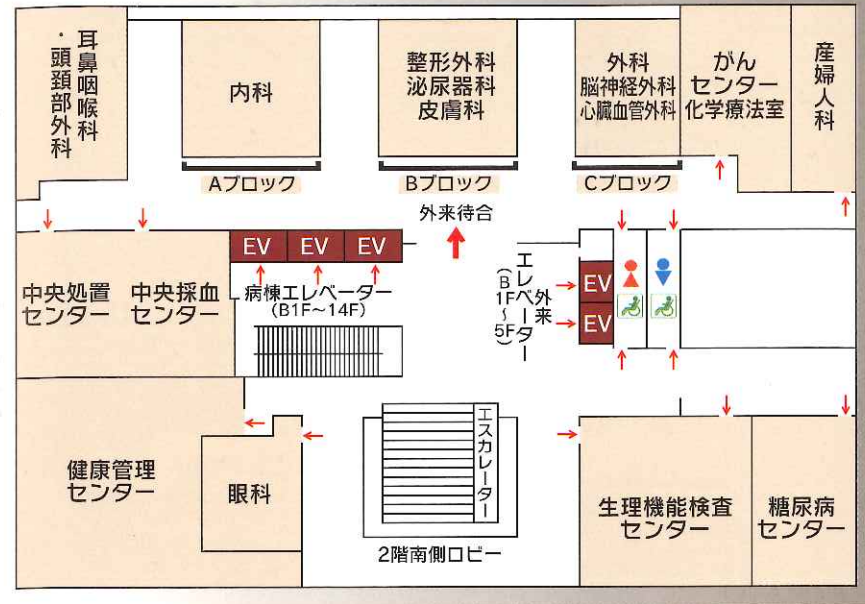 耳鼻咽喉科
・頭頸部外科
内科
整形外科
泌尿器科
皮膚科
外科
脳神経外科
心臓血管外科
がん
センター
化学療法室
産婦人科
Aブロック
Bブロック
Cブロック
外来待合
中央処置
センター
中央採血
センター
EV
EV
EV
病棟エレベーター
(B1F〜14F)
外来
エレベーター
(B1F〜5F)
EV
EV
健康管理
センター
眼科
エスカレーター
2階南側ロビー
生理機能検査
センター
糖尿病
センター